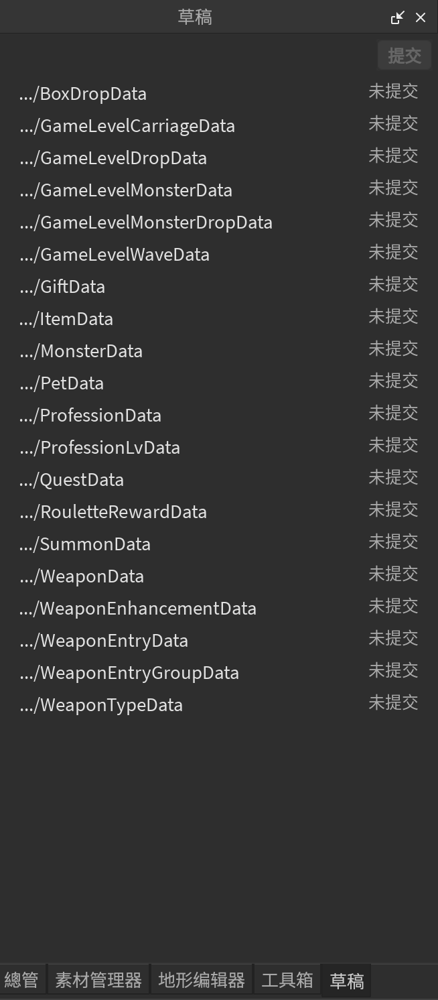 草稿
提交
.../BoxDropData 未提交
.../GameLevelCarriageData 未提交
.../GameLevelDropData 未提交
.../GameLevelMonsterData 未提交
.../GameLevelMonsterDropData 未提交
.../GameLevelWaveData 未提交
.../GiftData 未提交
.../ItemData 未提交
.../MonsterData 未提交
.../PetData 未提交
.../ProfessionData 未提交
.../ProfessionLvData 未提交
.../QuestData 未提交
.../RouletteRewardData 未提交
.../SummonData 未提交
.../WeaponData 未提交
.../WeaponEnhancementData 未提交
.../WeaponEntryData 未提交
.../WeaponEntryGroupData 未提交
.../WeaponTypeData 未提交
總管 素材管理器 地形编辑器 工具箱 草稿